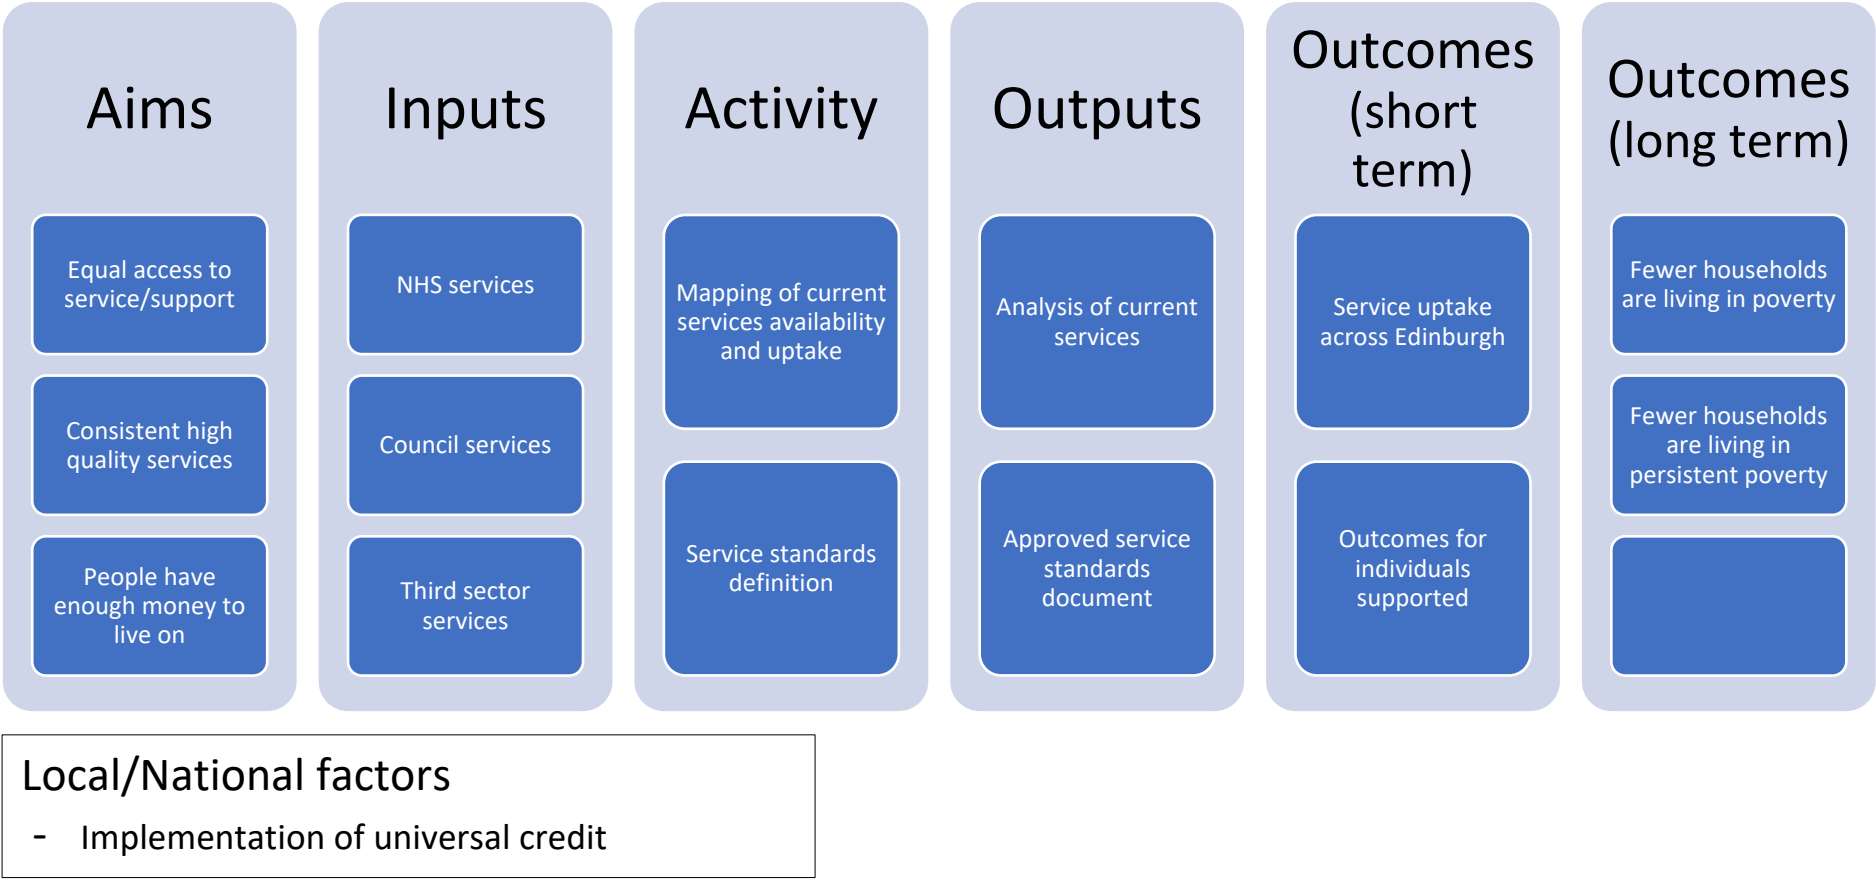 Aims
Equal access to
service/support
Consistent high
quality services
People have
enough money to
live on
Inputs
NHS services
Council services
Third sector
services
Activity
Mapping of current
services availability
and uptake
Service standards
definition
Outputs
Analysis of current
services
Approved service
standards
document
Outcomes
(short
term)
Service uptake
across Edinburgh
Outcomes for
individuals
supported
Outcomes
(long term)
Fewer households
are living in poverty
Fewer households
are living in
persistent poverty
Local/National factors
- Implementation of universal credit